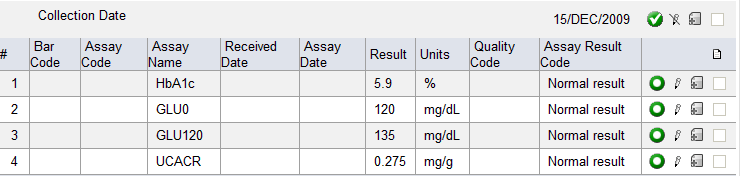 Collection Date 15/DEC/2009
# Bar Code Assay Code Assay Name Received Date Assay Date Result Units Quality Code Assay Result Code
1 HbA1c 5.9 % Normal result
2 GLU0 120 mg/dL Normal result
3 GLU120 135 mg/dL Normal result
4 UCACR 0.275 mg/g Normal result